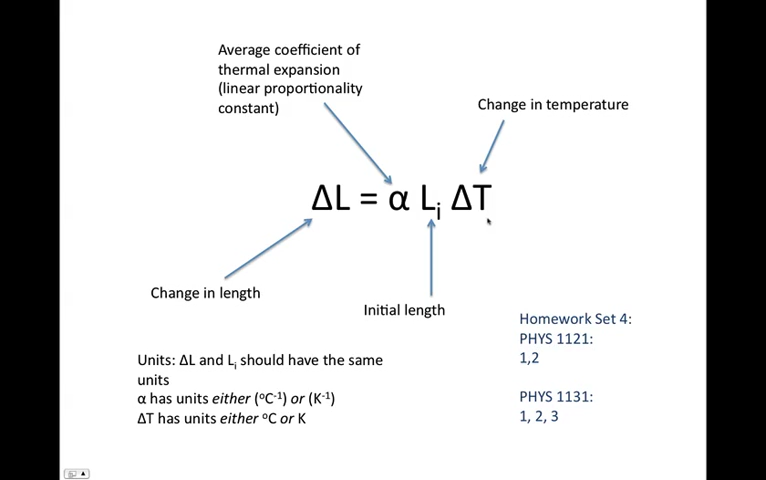 Average coefficient of
thermal expansion
(linear proportionality
constant)
Change in temperature
ΔL = α Lᵢ ΔT
Change in length
Initial length
Units: ΔL and Lᵢ should have the same
units
α has units either (ºC⁻¹) or (K⁻¹)
ΔT has units either ºC or K
Homework Set 4:
PHYS 1121:
1,2
PHYS 1131:
1, 2, 3